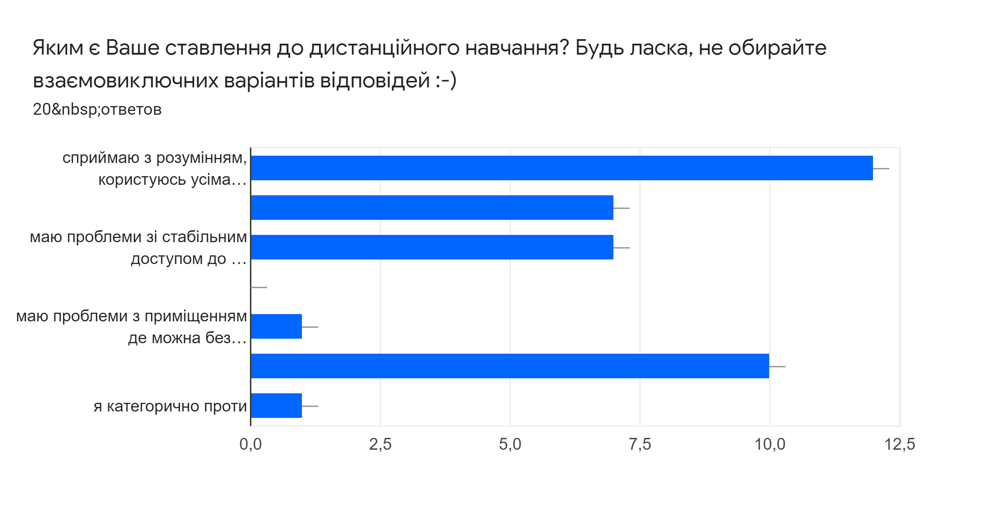 Яким є Ваше ставлення до дистанційного навчання? Будь ласка, не обирайте
взаємовиключних варіантів відповідей :-)
20&nbsp;ответов
сприймаю з розумінням,
користуюсь усіма…
маю проблеми зі стабільним
доступом до …
маю проблеми з приміщенням
де можна без…
я категорично проти
0,0 2,5 5,0 7,5 10,0 12,5